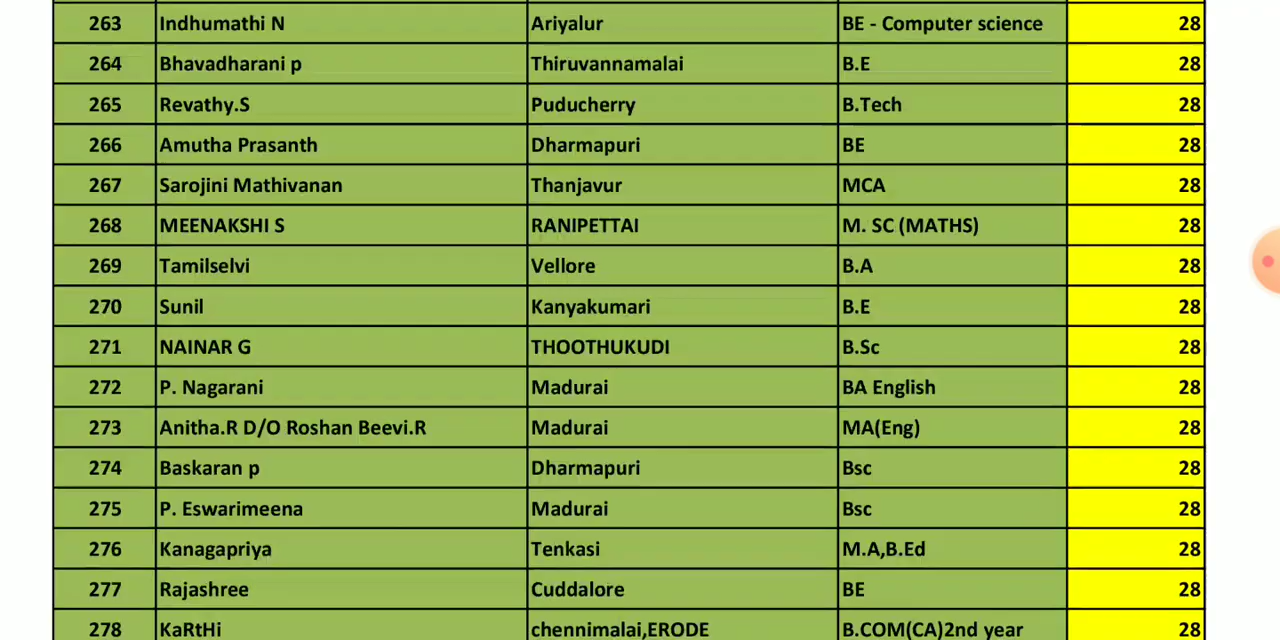 263 Indhumathi N Ariyalur BE - Computer science 28
264 Bhavadharani p Thiruvannamalai B.E 28
265 Revathy.S Puducherry B.Tech 28
266 Amutha Prasanth Dharmapuri BE 28
267 Sarojini Mathivanan Thanjavur MCA 28
268 MEENAKSHI S RANIPETTAI M. SC (MATHS) 28
269 Tamilselvi Vellore B.A 28
270 Sunil Kanyakumari B.E 28
271 NAINAR G THOOTHUKUDI B.Sc 28
272 P. Nagarani Madurai BA English 28
273 Anitha.R D/O Roshan Beevi.R Madurai MA(Eng) 28
274 Baskaran p Dharmapuri Bsc 28
275 P. Eswarimeena Madurai Bsc 28
276 Kanagapriya Tenkasi M.A,B.Ed 28
277 Rajashree Cuddalore BE 28
278 KaRtHi chennimalai,ERODE B.COM(CA)2nd year 28